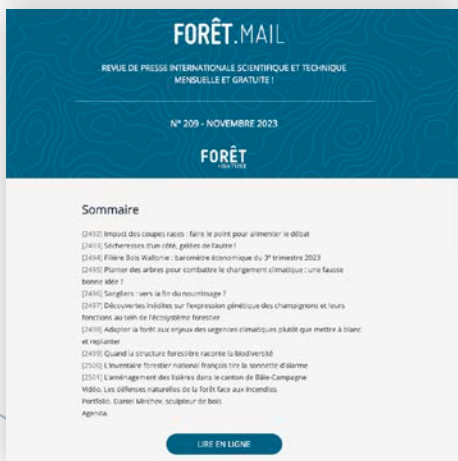 FORÊT.MAIL
REVUE DE PRESSE INTERNATIONALE SCIENTIFIQUE ET TECHNIQUE
MENSUELLE ET GRATUITE !
N° 209 - NOVEMBRE 2023
FORÊT
•NATURE
Sommaire
[2492] Impact des coupes rases : faire le point pour alimenter le débat
[2493] Sécheresses d'un côté, gelées de l'autre !
[2494] Filière Bois Wallonie : baromètre économique du 3e trimestre 2023
[2495] Planter des arbres pour combattre le changement climatique : une fausse
bonne idée ?
[2496] Sangliers : vers la fin du nourrissage ?
[2497] Découvertes inédites sur l'expression génétique des champignons et leurs
fonctions au sein de l'écosystème forestier
[2498] Adapter la forêt aux enjeux des urgences climatiques plutôt que mettre à blanc
et replanter
[2499] Quand la structure forestière raconte la biodiversité
[2500] L'inventaire forestier national français tire la sonnette d'alarme
[2501] L'aménagement des lisières dans le canton de Bâle-Campagne
Vidéo. Les défenses naturelles de la forêt face aux incendies
Portfolio. Daniel Mirchev, sculpteur de bois
Agenda.
LIRE EN LIGNE